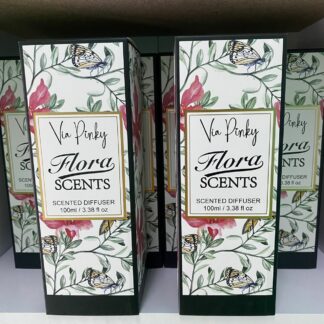 Via Pinky
Flora
SCENTS
SCENTED DIFFUSER
100ml / 3.38 fl oz
Via Pinky
Flora
SCENTS
SCENTED DIFFUSER
100ml / 3.38 fl oz